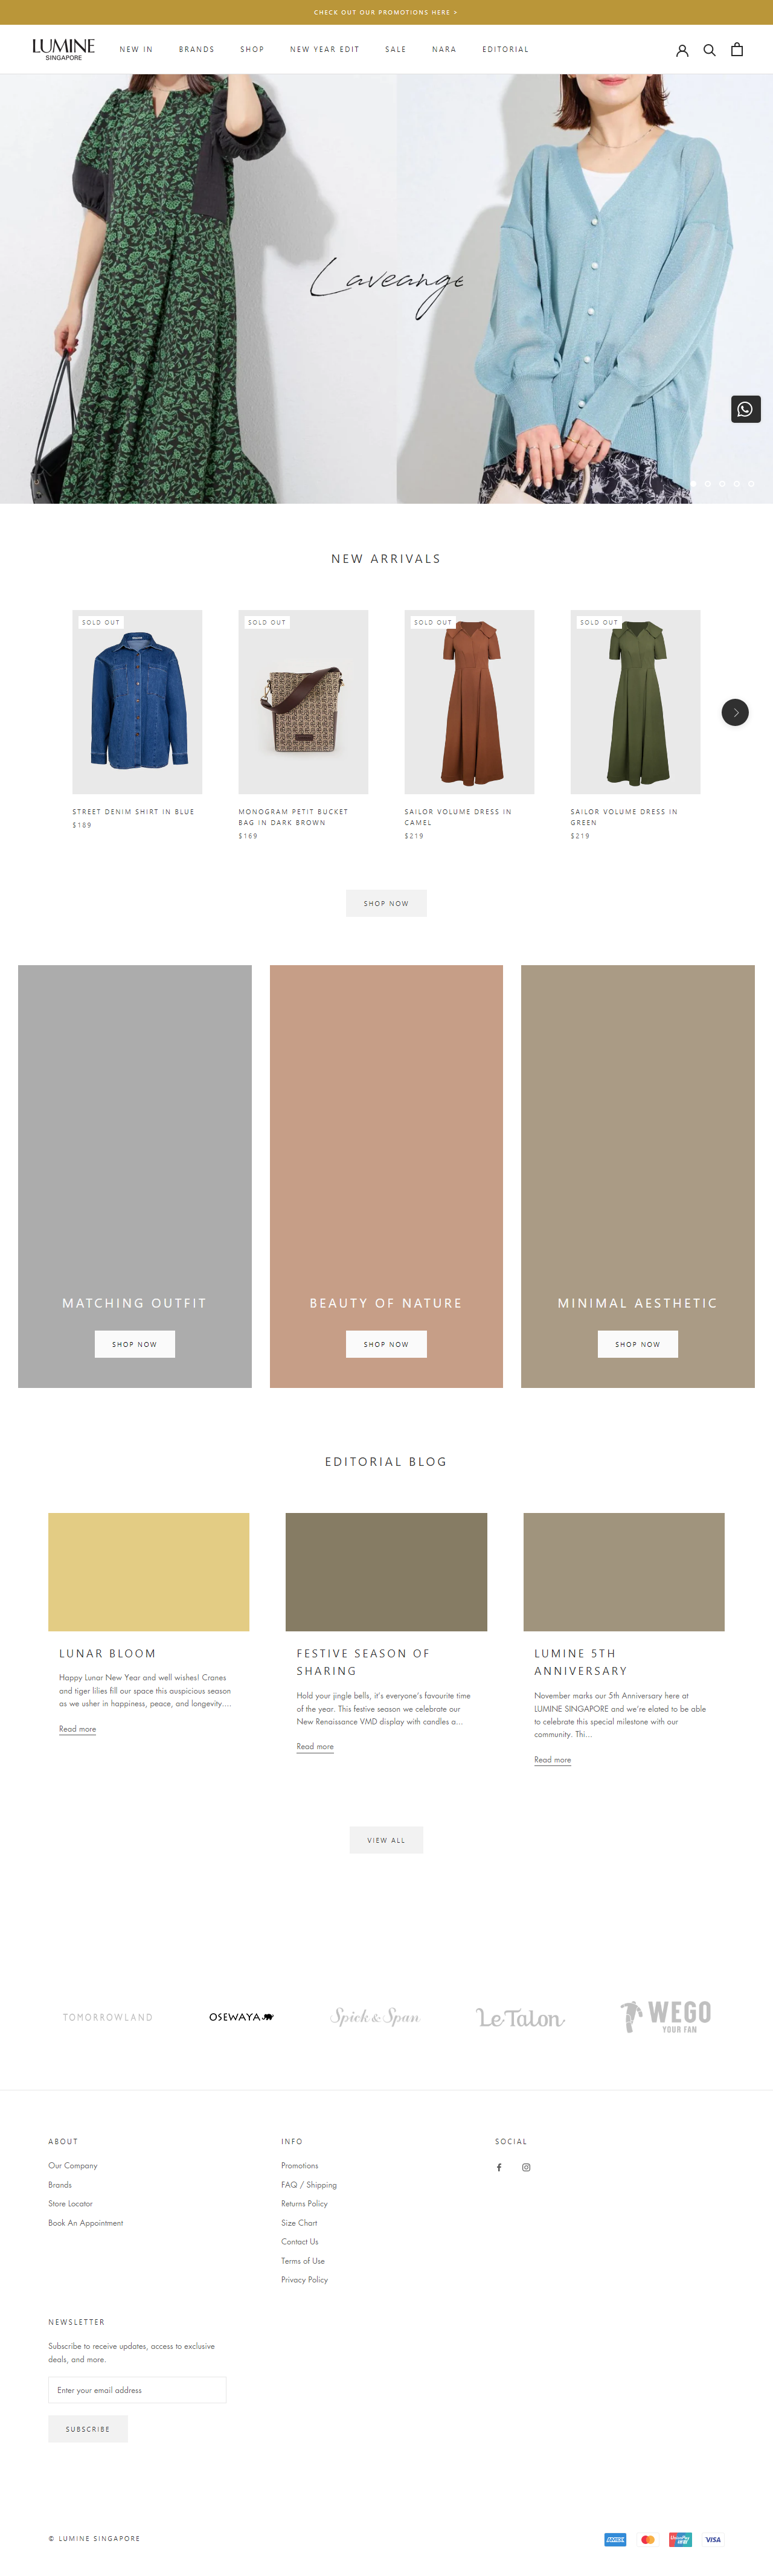 CHECK OUT OUR PROMOTIONS HERE >
LUMINE
SINGAPORE
NEW IN
BRANDS
SHOP
NEW YEAR EDIT
SALE
NARA
EDITORIAL
Laveange
NEW ARRIVALS
SOLD OUT
SOLD OUT
SOLD OUT
SOLD OUT
STREET DENIM SHIRT IN BLUE
$189
MONOGRAM PETIT BUCKET
BAG IN DARK BROWN
$169
SAILOR VOLUME DRESS IN
CAMEL
$219
SAILOR VOLUME DRESS IN
GREEN
$219
SHOP NOW
MATCHING OUTFIT
SHOP NOW
BEAUTY OF NATURE
SHOP NOW
MINIMAL AESTHETIC
SHOP NOW
EDITORIAL BLOG
LUNAR BLOOM
Happy Lunar New Year and well wishes! Cranes
and tiger lilies fill our space this auspicious season
as we usher in happiness, peace, and longevity....
Read more
FESTIVE SEASON OF
SHARING
Hold your jingle bells, it's everyone's favourite time
of the year. This festive season we celebrate our
New Renaissance VMD display with candles a...
Read more
LUMINE 5TH
ANNIVERSARY
November marks our 5th Anniversary here at
LUMINE SINGAPORE and we're elated to be able
to celebrate this special milestone with our
community. Thi...
Read more
VIEW ALL
TOMORROWLAND
OSEWAYA
Spick & Span
Le Talon
WEGO
YOUR FAN
ABOUT
Our Company
Brands
Store Locator
Book An Appointment
INFO
Promotions
FAQ / Shipping
Returns Policy
Size Chart
Contact Us
Terms of Use
Privacy Policy
SOCIAL
NEWSLETTER
Subscribe to receive updates, access to exclusive
deals, and more.
Enter your email address
SUBSCRIBE
© LUMINE SINGAPORE
VISA